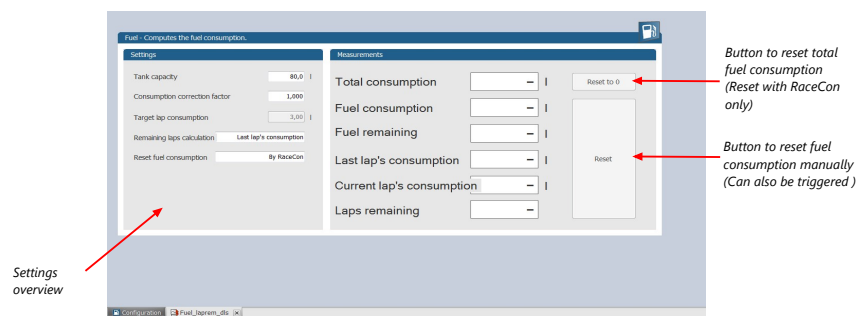 Fuel - Computes the fuel consumption.
Settings
Tank capacity 80,0 l
Consumption correction factor 1,000
Target lap consumption 3,00 l
Remaining laps calculation Last lap's consumption
Reset fuel consumption By RaceCon
Measurements
Total consumption – l Reset to 0
Fuel consumption – l
Fuel remaining – l
Last lap's consumption – l
Current lap's consumption – l
Laps remaining –
Reset
Button to reset total
fuel consumption
(Reset with RaceCon
only)
Button to reset fuel
consumption manually
(Can also be triggered )
Settings
overview
Configuration Fuel_laprem_dls